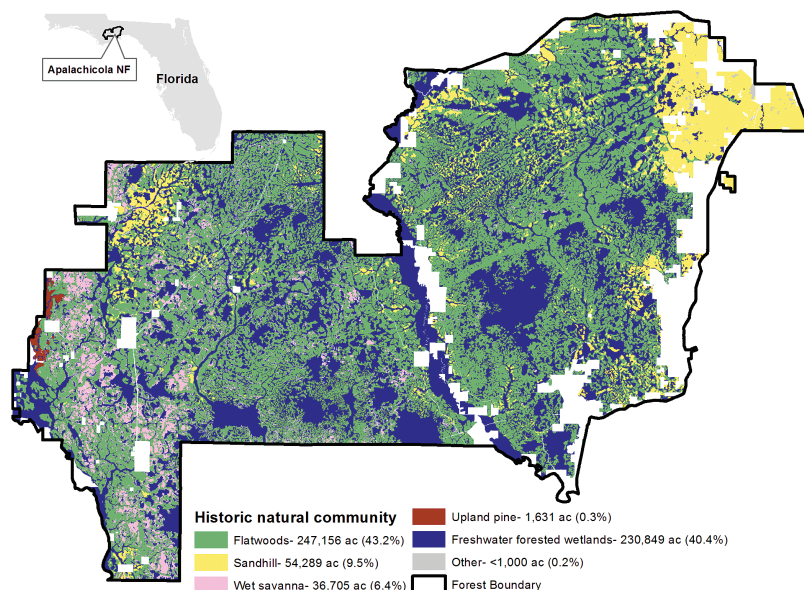 Apalachicola NF
Florida
Historic natural community
Flatwoods- 247,156 ac (43.2%)
Sandhill- 54,289 ac (9.5%)
Wet savanna- 36,705 ac (6.4%)
Upland pine- 1,631 ac (0.3%)
Freshwater forested wetlands- 230,849 ac (40.4%)
Other- <1,000 ac (0.2%)
Forest Boundary